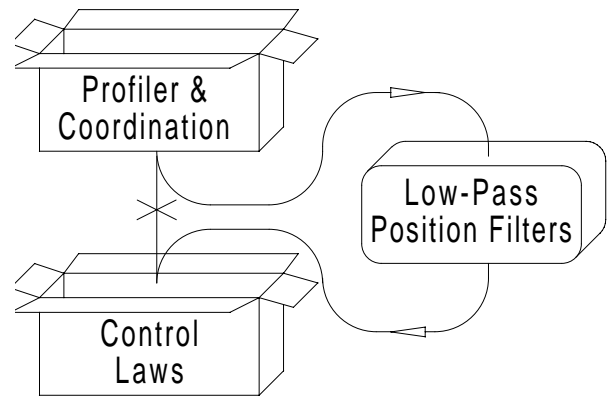 Profiler &
Coordination
Low-Pass
Position Filters
Control
Laws